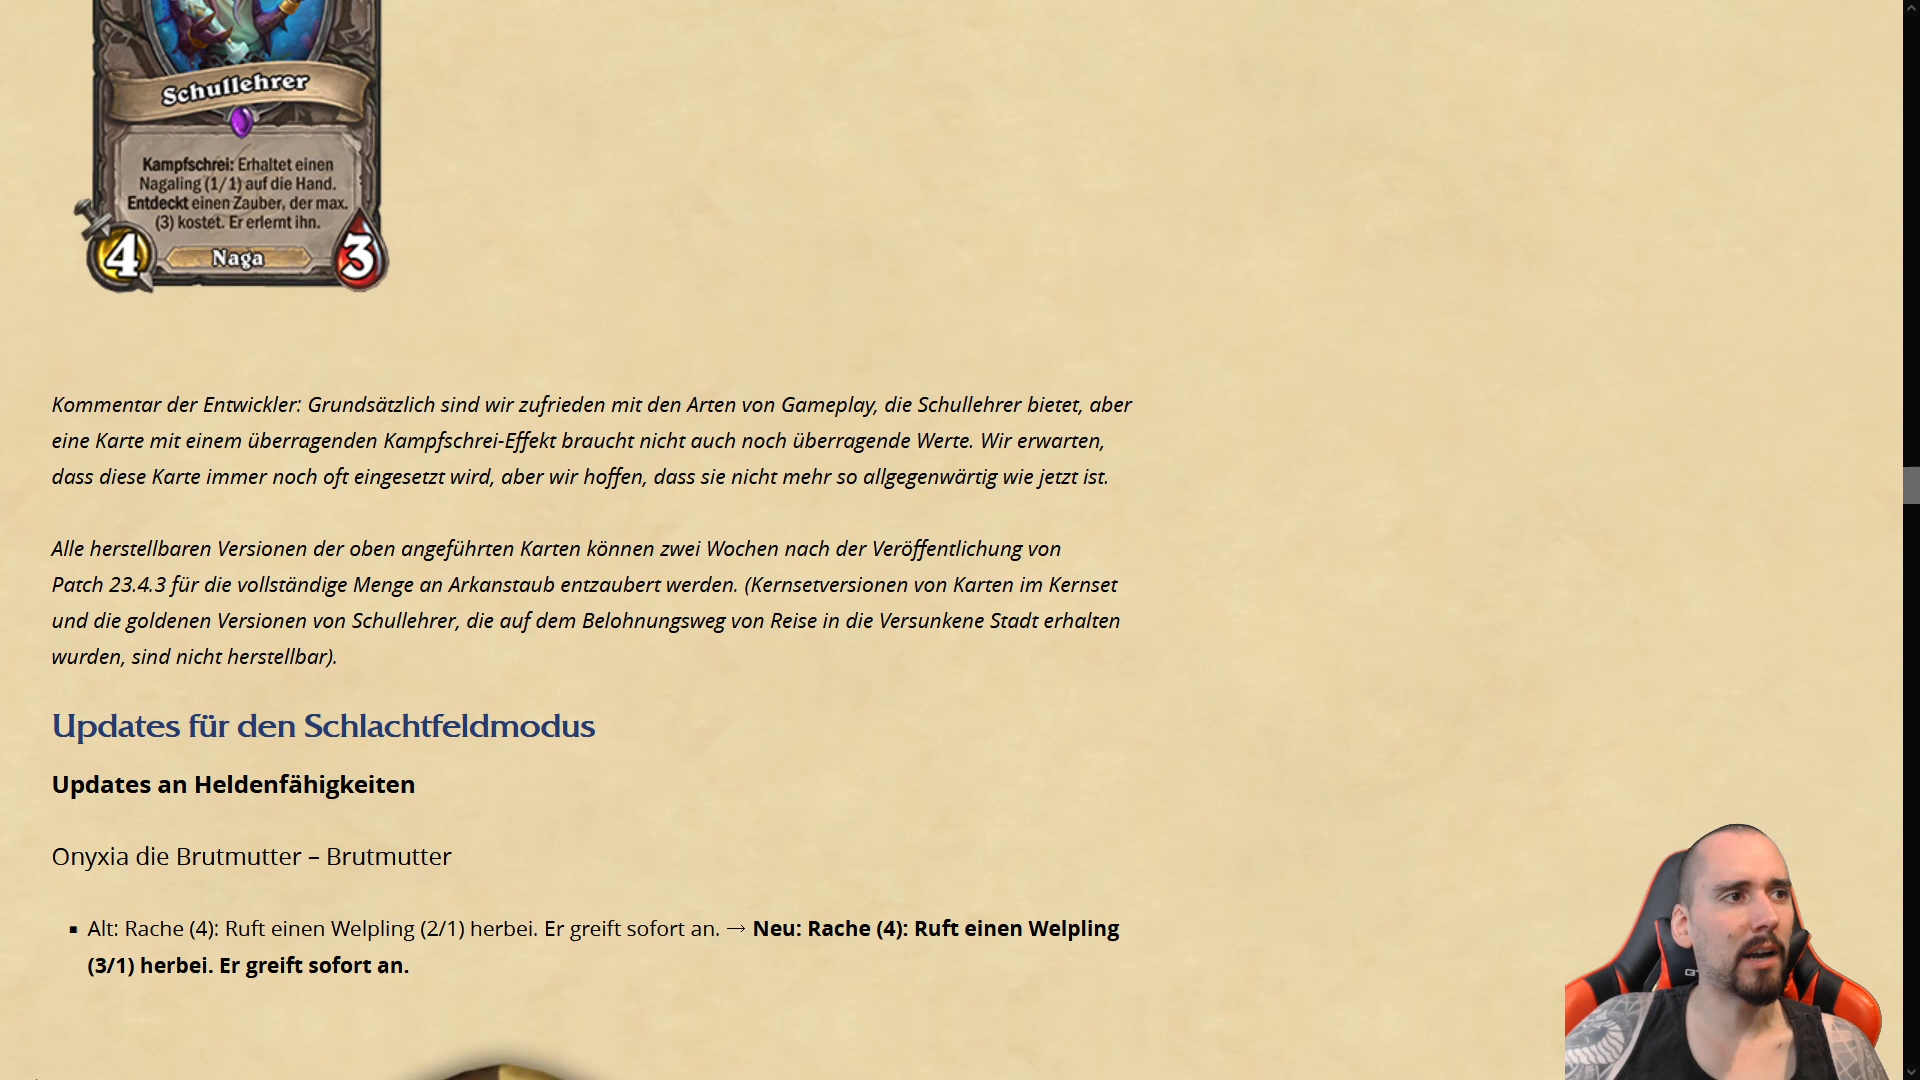 Schullehrer
Kampfschrei: Erhaltet einen
Nagaling (1/1) auf die Hand.
Entdeckt einen Zauber, der max.
(3) kostet. Er erlernt ihn.
4
Naga
3
Kommentar der Entwickler: Grundsätzlich sind wir zufrieden mit den Arten von Gameplay, die Schullehrer bietet, aber
eine Karte mit einem überragenden Kampfschrei-Effekt braucht nicht auch noch überragende Werte. Wir erwarten,
dass diese Karte immer noch oft eingesetzt wird, aber wir hoffen, dass sie nicht mehr so allgegenwärtig wie jetzt ist.
Alle herstellbaren Versionen der oben angeführten Karten können zwei Wochen nach der Veröffentlichung von
Patch 23.4.3 für die vollständige Menge an Arkanstaub entzaubert werden. (Kernsetversionen von Karten im Kernset
und die goldenen Versionen von Schullehrer, die auf dem Belohnungsweg von Reise in die Versunkene Stadt erhalten
wurden, sind nicht herstellbar).
Updates für den Schlachtfeldmodus
Updates an Heldenfähigkeiten
Onyxia die Brutmutter – Brutmutter
▪ Alt: Rache (4): Ruft einen Welpling (2/1) herbei. Er greift sofort an. → Neu: Rache (4): Ruft einen Welpling
(3/1) herbei. Er greift sofort an.